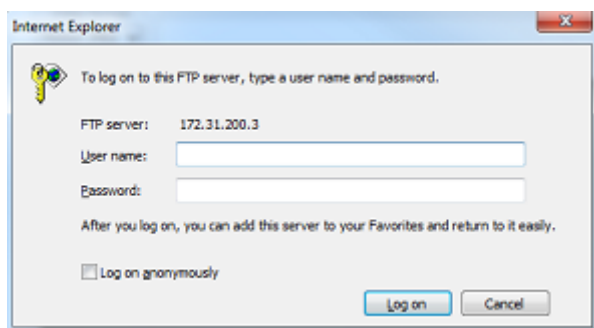 Internet Explorer
To log on to this FTP server, type a user name and password.
FTP server: 172.31.200.3
User name:
Password:
After you log on, you can add this server to your Favorites and return to it easily.
Log on anonymously
Log on Cancel